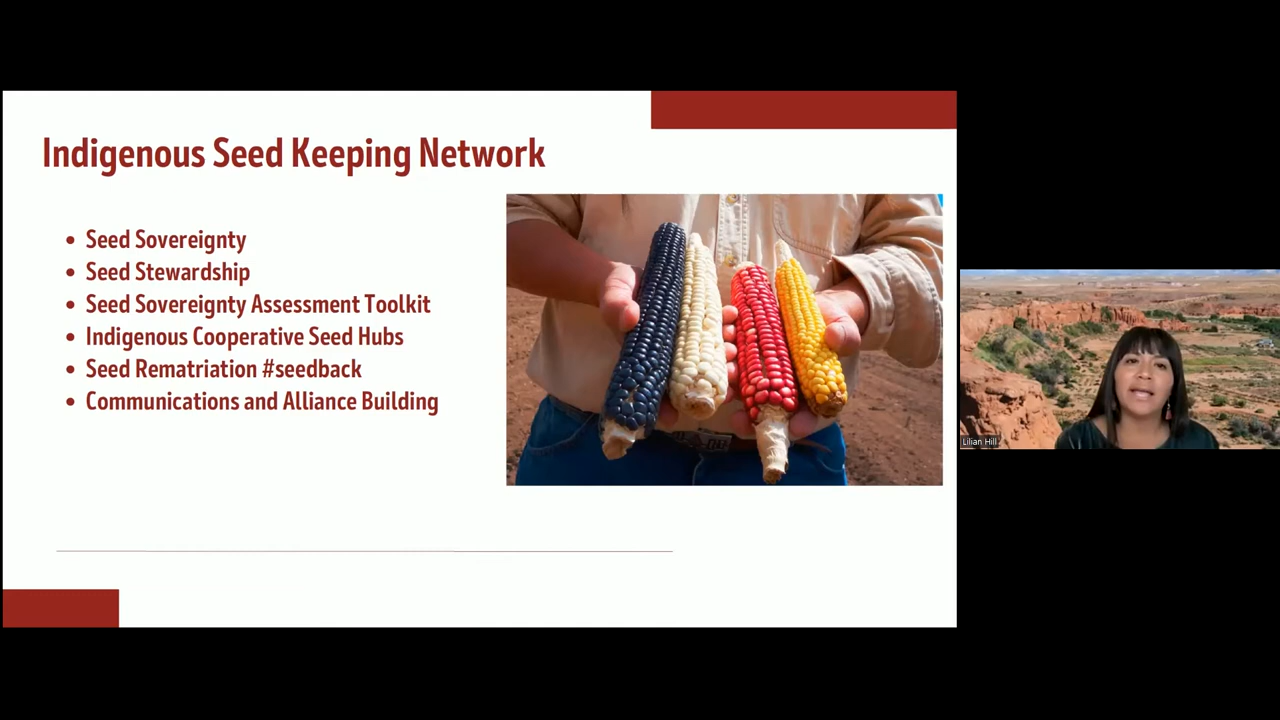 Indigenous Seed Keeping Network
Seed Sovereignty
Seed Stewardship
Seed Sovereignty Assessment Toolkit
Indigenous Cooperative Seed Hubs
Seed Rematriation #seedback
Communications and Alliance Building
Lilian Hill